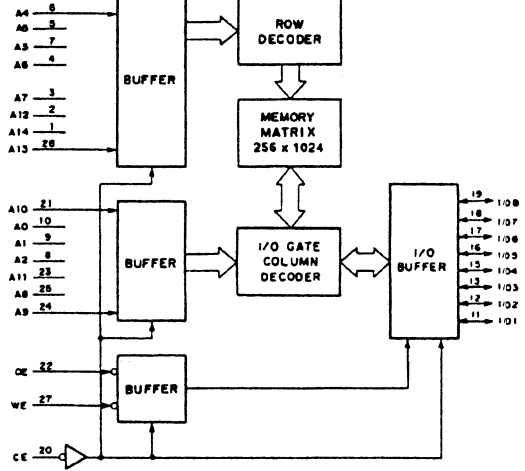 A4 6
A6 5
A3 7
A6 4
A7 3
A12 2
A14 1
A13 26
BUFFER
ROW
DECODER
MEMORY
MATRIX
256 x 1024
A10 21
A0 10
A1 9
A2 8
A11 23
A8 25
A9 24
BUFFER
I/O GATE
COLUMN
DECODER
I/O
BUFFER
19 I/O8
18 I/O7
17 I/O6
16 I/O5
15 I/O4
13 I/O3
12 I/O2
11 I/O1
OE 22
WE 27
BUFFER
CE 20